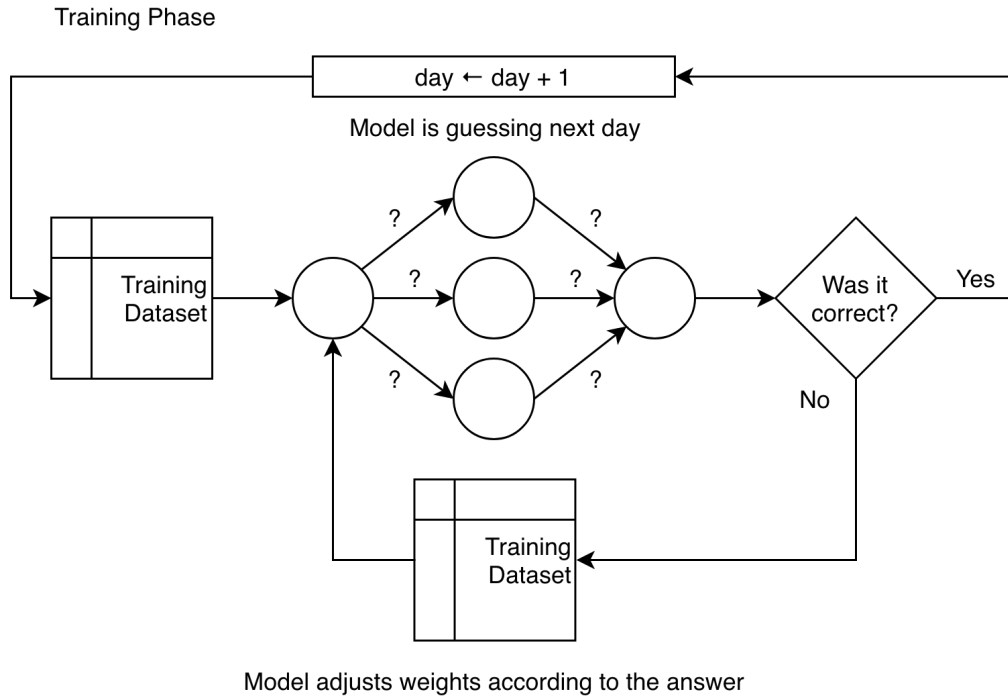 Training Phase
day ← day + 1
Model is guessing next day
?
?
?
?
?
?
Training
Dataset
Was it
correct?
Yes
No
Training
Dataset
Model adjusts weights according to the answer